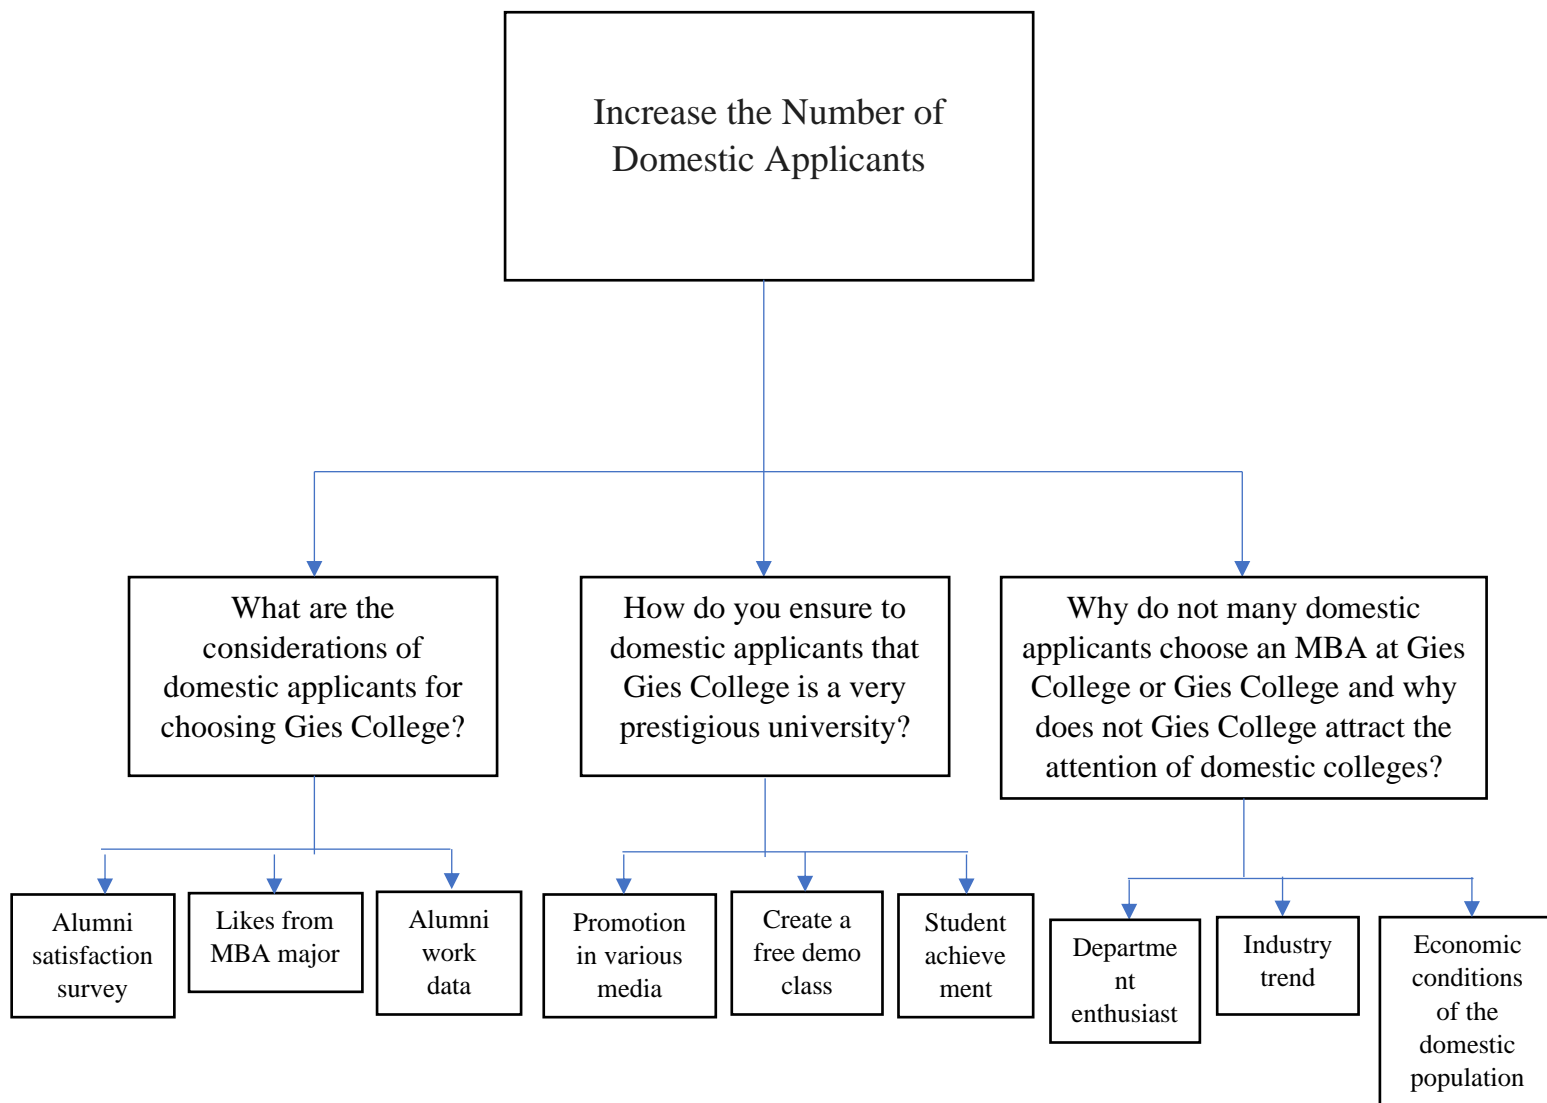 Increase the Number of
Domestic Applicants
What are the
considerations of
domestic applicants for
choosing Gies College?
How do you ensure to
domestic applicants that
Gies College is a very
prestigious university?
Why do not many domestic
applicants choose an MBA at Gies
College or Gies College and why
does not Gies College attract the
attention of domestic colleges?
Alumni
satisfaction
survey
Likes from
MBA major
Alumni
work
data
Promotion
in various
media
Create a
free demo
class
Student
achieve
ment
Departme
nt
enthusiast
Industry
trend
Economic
conditions
of the
domestic
population